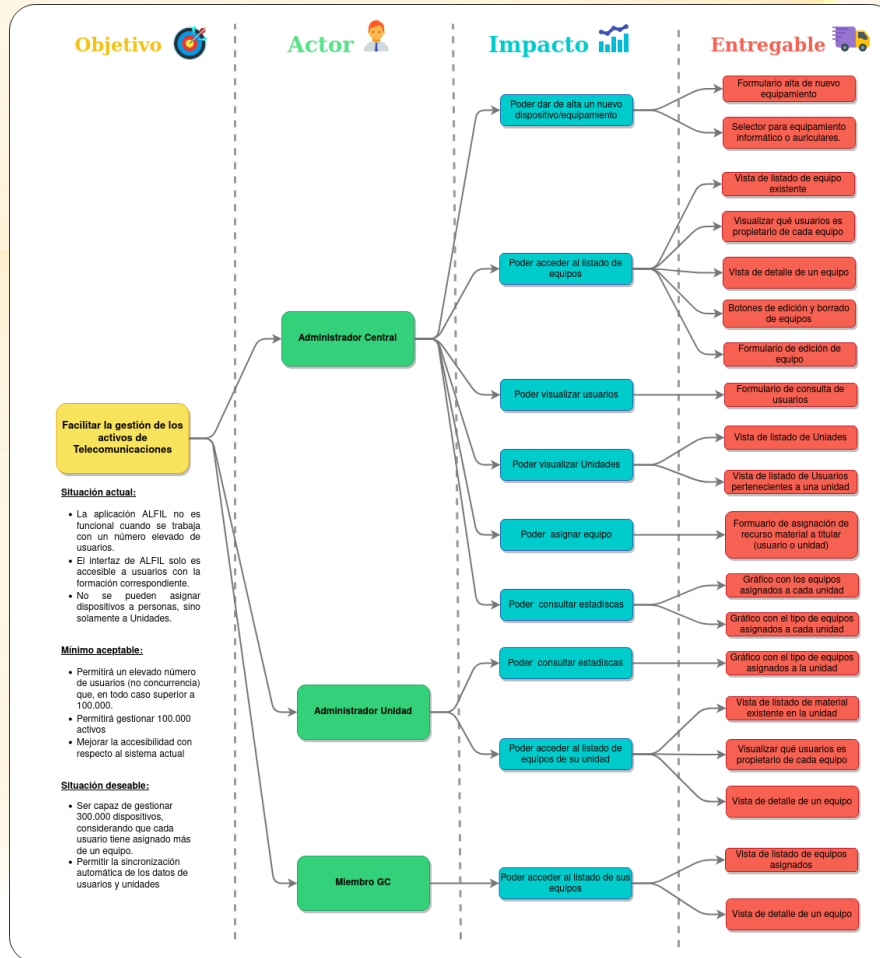 Objetivo
Actor
Impacto
Entregable
Facilitar la gestión de los
activos de
Telecomunicaciones
Situación actual:
• La aplicación ALFIL no es
funcional cuando se trabaja
con un número elevado de
usuarios.
• El interfaz de ALFIL solo es
accesible a usuarios con la
formación correspondiente.
• No se pueden asignar
dispositivos a personas, sino
solamente a Unidades.
Mínimo aceptable:
• Permitirá un elevado número
de usuarios (no concurrencia)
que, en todo caso superior a
100.000.
• Permitirá gestionar 100.000
activos
• Mejorar la accesibilidad con
respecto al sistema actual
Situación deseable:
• Ser capaz de gestionar
300.000 dispositivos,
considerando que cada
usuario tiene asignado más
de un equipo.
• Permitir la sincronización
automática de los datos de
usuarios y unidades
Administrador Central
Administrador Unidad
Miembro GC
Poder dar de alta un nuevo
dispositivo/equipamiento
Poder acceder al listado de
equipos
Poder visualizar usuarios
Poder visualizar Unidades
Poder asignar equipo
Poder consultar estadiscas
Poder consultar estadiscas
Poder acceder al listado de
equipos de su unidad
Poder acceder al listado de sus
equipos
Formulario alta de nuevo
equipamiento
Selector para equipamiento
informático o auriculares.
Vista de listado de equipo
existente
Visualizar qué usuarios es
propietario de cada equipo
Vista de detalle de un equipo
Botones de edición y borrado
de equipos
Formulario de edición de
equipo
Formulario de consulta de
usuarios
Vista de listado de Uniades
Vista de listado de Usuarios
pertenecientes a una unidad
Formuario de asignación de
recurso material a titular
(usuario o unidad)
Gráfico con los equipos
asignados a cada unidad
Gráfico con el tipo de equipos
asignados a cada unidad
Gráfico con el tipo de equipos
asignados a la unidad
Vista de listado de material
existente en la unidad
Visualizar qué usuarios es
propietario de cada equipo
Vista de detalle de un equipo
Vista de listado de equipos
asignados
Vista de detalle de un equipo